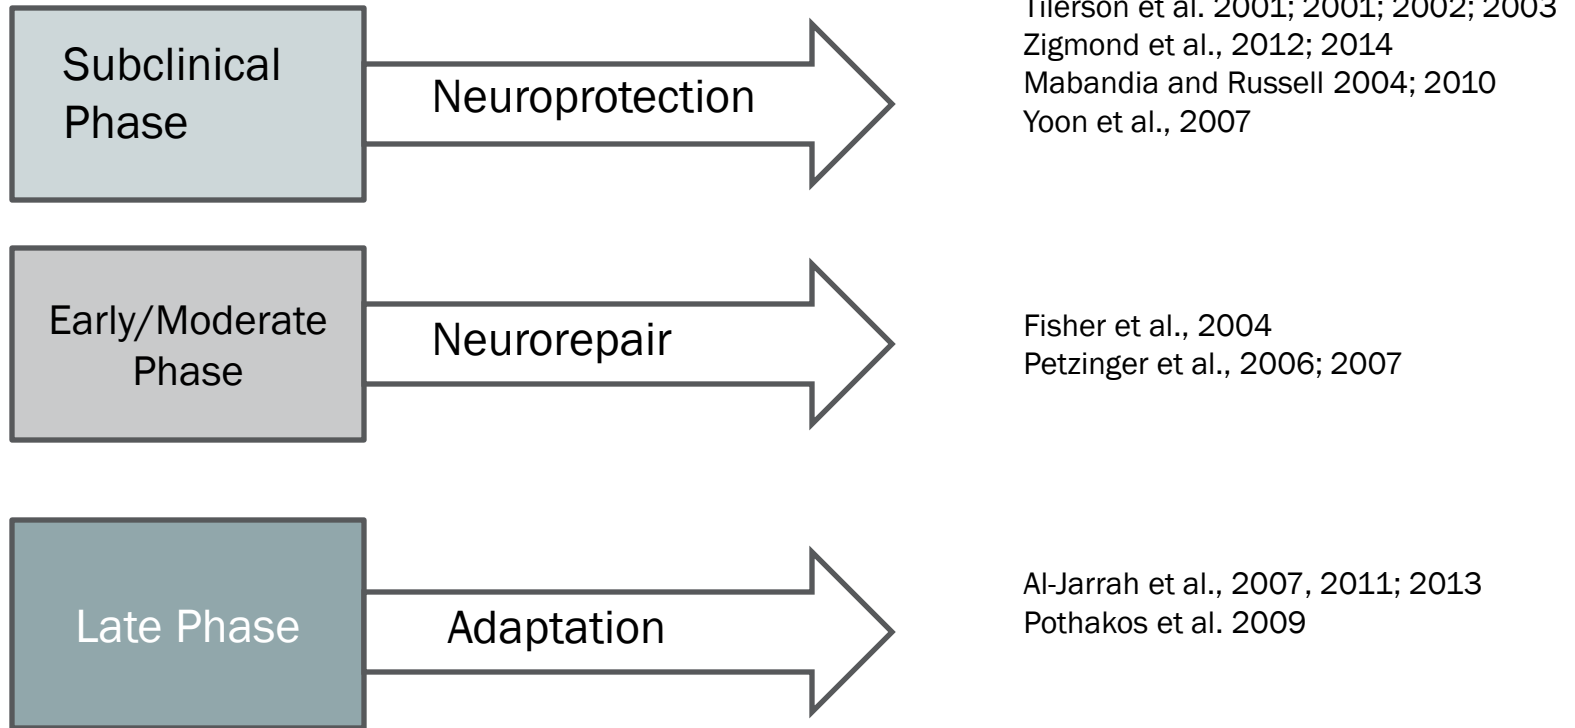 Subclinical
Phase
Neuroprotection
Tilerson et al. 2001; 2001; 2002; 2003
Zigmond et al., 2012; 2014
Mabandia and Russell 2004; 2010
Yoon et al., 2007
Early/Moderate
Phase
Neurorepair
Fisher et al., 2004
Petzinger et al., 2006; 2007
Late Phase
Adaptation
Al-Jarrah et al., 2007, 2011; 2013
Pothakos et al. 2009